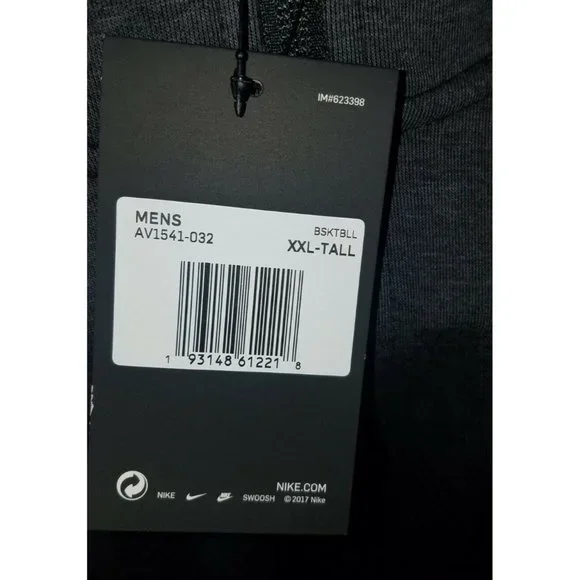 IM#623398
MENS
AV1541-032
BSKTBLL
XXL-TALL
1 93148 61221 8
NIKE.COM
NIKE SWOOSH © 2017 Nike